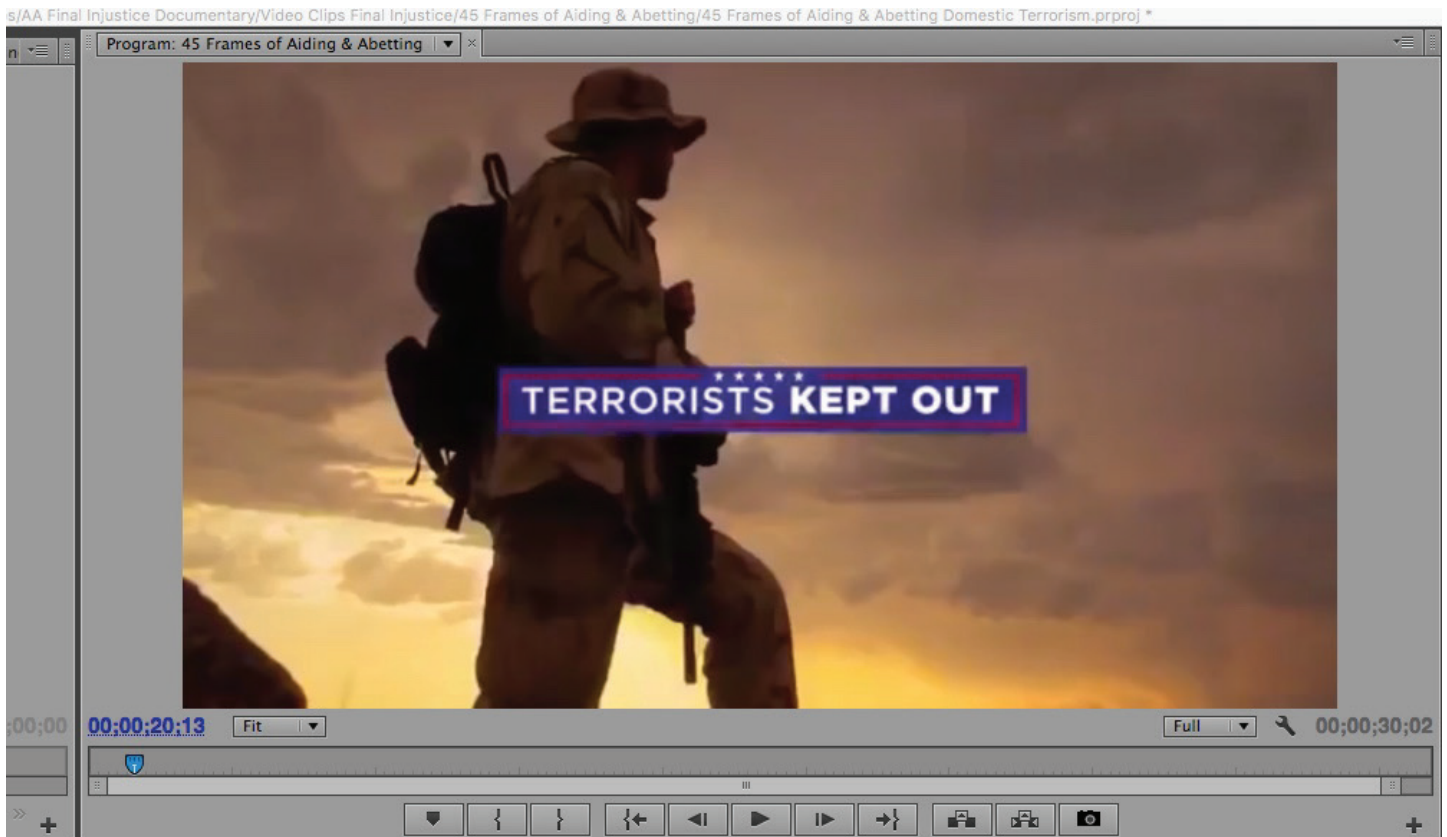 s/AA Final Injustice Documentary/Video Clips Final Injustice/45 Frames of Aiding & Abetting/45 Frames of Aiding & Abetting Domestic Terrorism.prproj *
n
Program: 45 Frames of Aiding & Abetting
TERRORISTS KEPT OUT
;00;00
00;00;20;13
Fit
Full
00;00;30;02